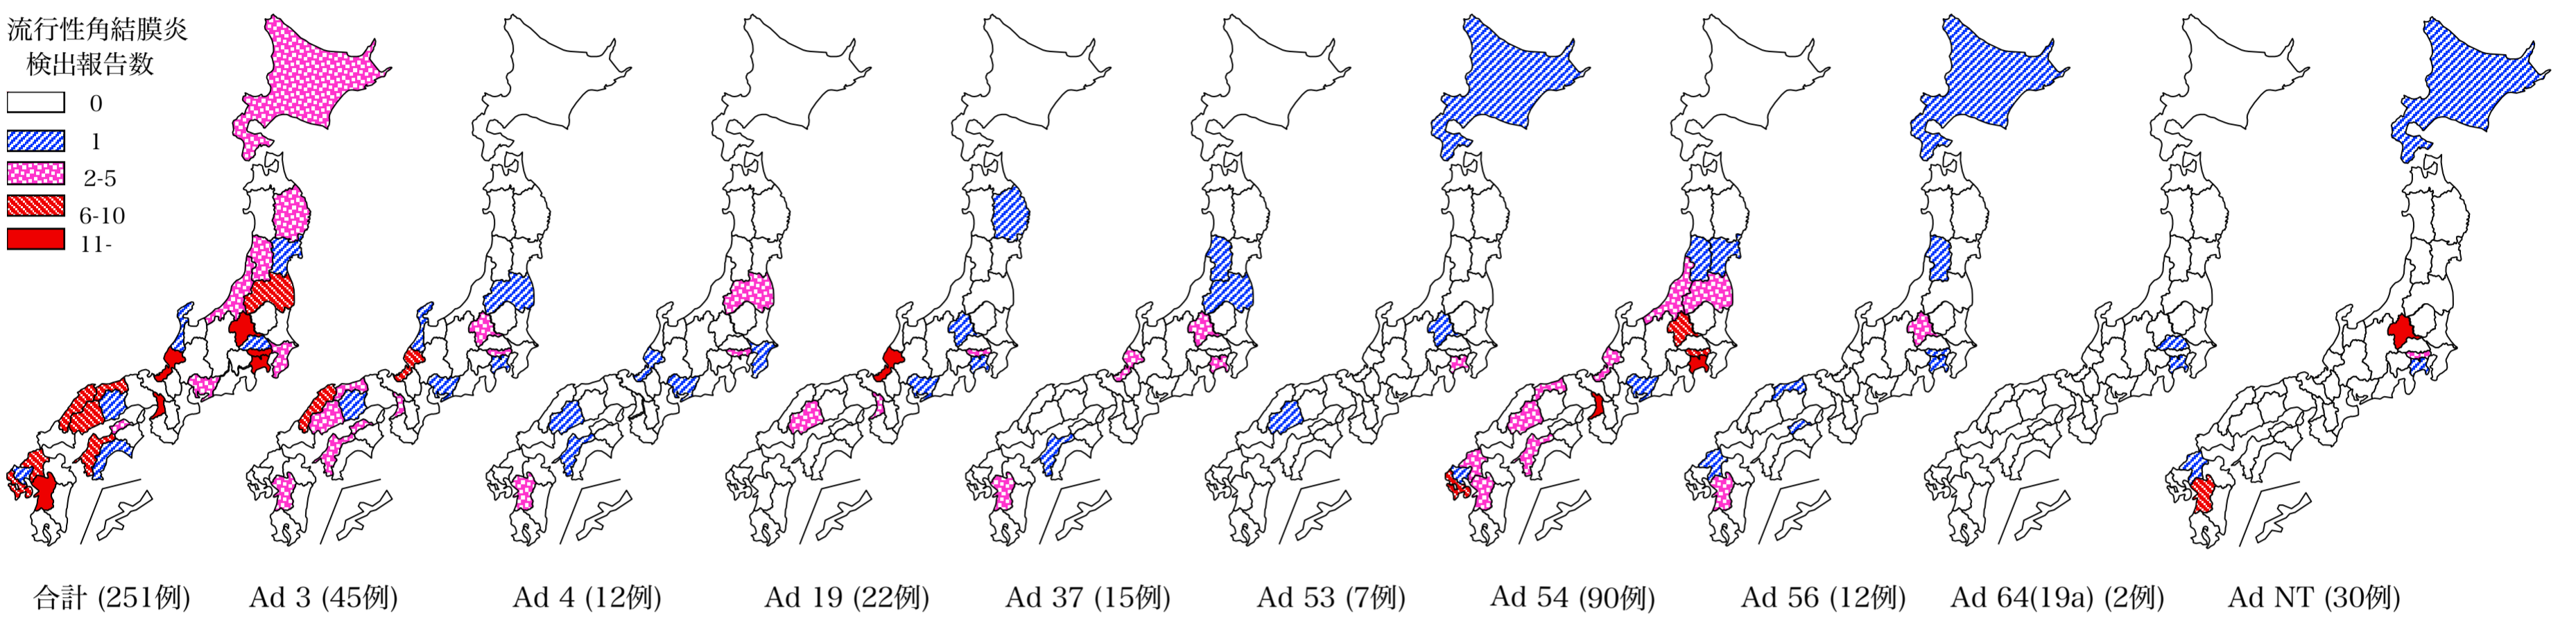 流行性角結膜炎
検出報告数
0
1
2-5
6-10
11-
合計 (251例)
Ad 3 (45例)
Ad 4 (12例)
Ad 19 (22例)
Ad 37 (15例)
Ad 53 (7例)
Ad 54 (90例)
Ad 56 (12例)
Ad 64(19a) (2例)
Ad NT (30例)